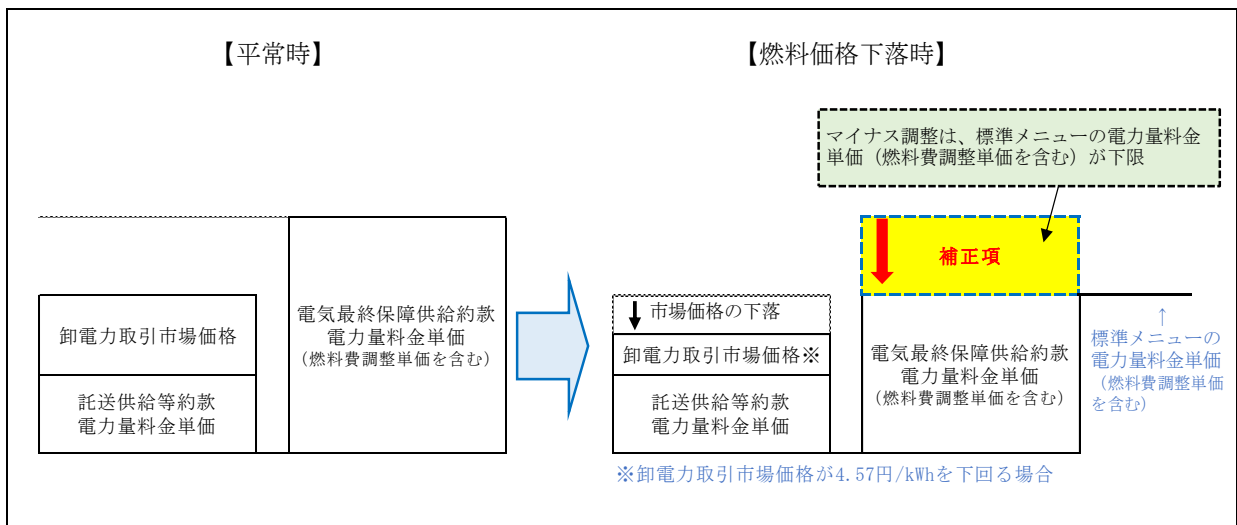 【平常時】
【燃料価格下落時】
マイナス調整は、標準メニューの電力量料金
単価（燃料費調整単価を含む）が下限
補正項
卸電力取引市場価格
託送供給等約款
電力量料金単価
電気最終保障供給約款
電力量料金単価
（燃料費調整単価を含む）
↓ 市場価格の下落
卸電力取引市場価格※
託送供給等約款
電力量料金単価
電気最終保障供給約款
電力量料金単価
（燃料費調整単価を含む）
↑
標準メニューの
電力量料金単価
（燃料費調整単価
を含む）
※卸電力取引市場価格が4.57円/kWhを下回る場合